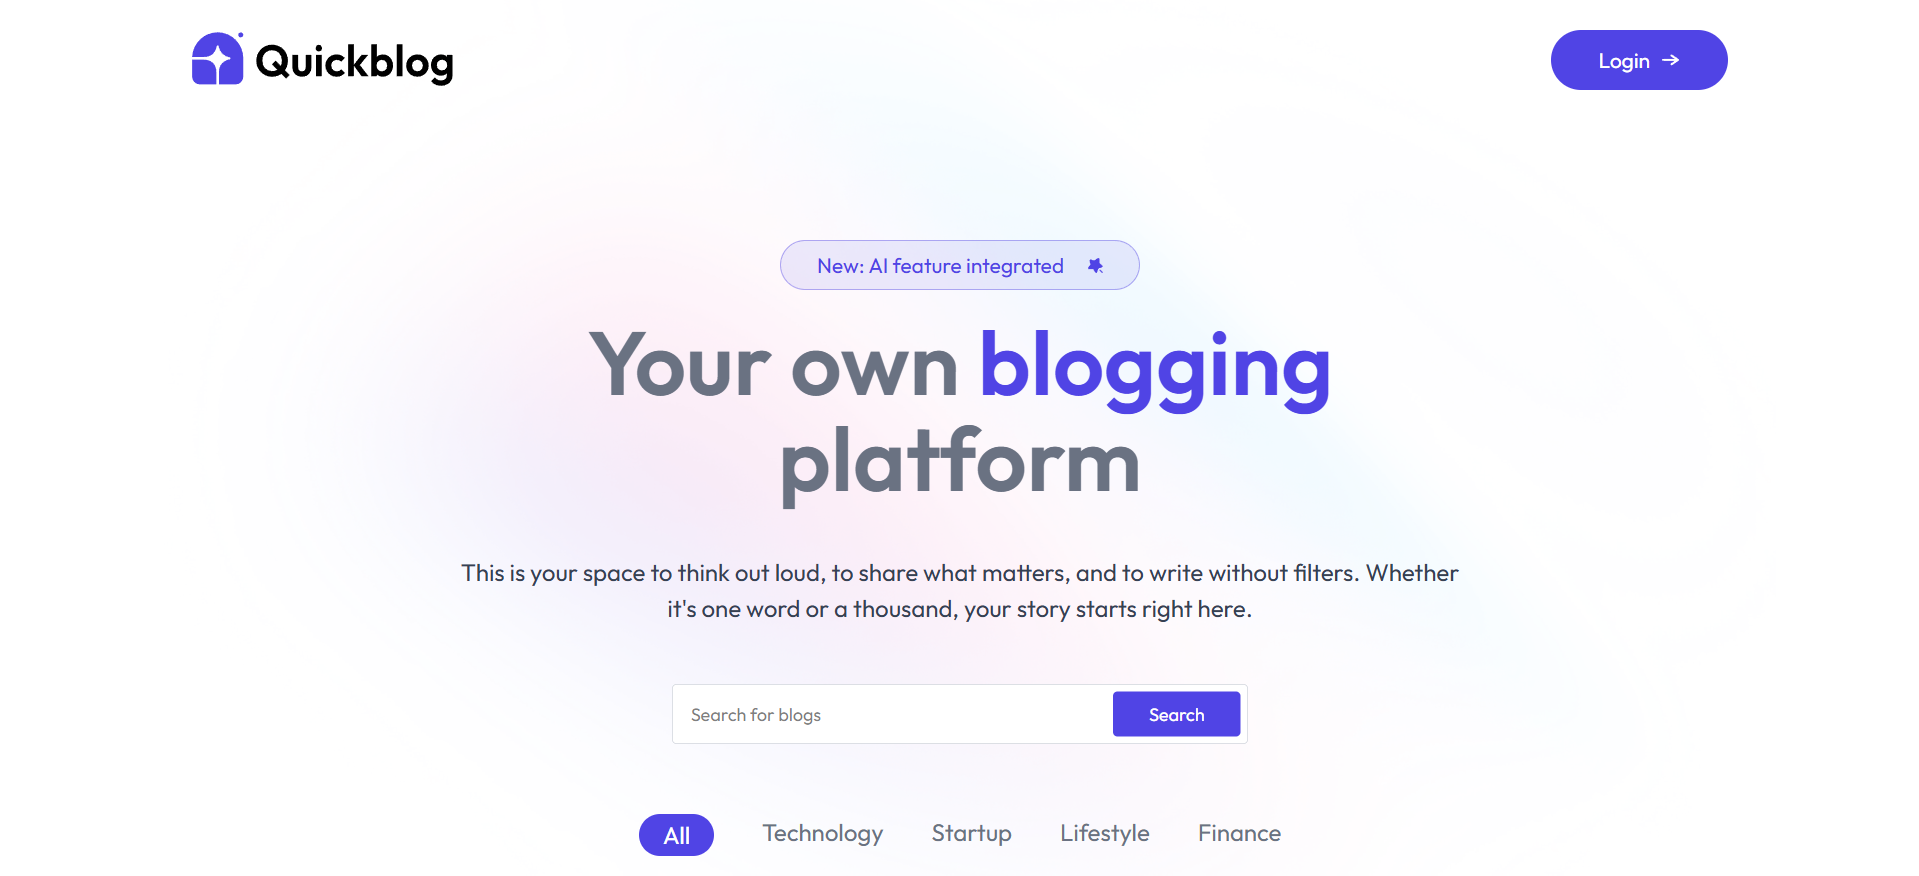 Quickblog
Login
New: AI feature integrated
Your own blogging
platform
This is your space to think out loud, to share what matters, and to write without filters. Whether
it's one word or a thousand, your story starts right here.
Search for blogs
Search
All
Technology
Startup
Lifestyle
Finance